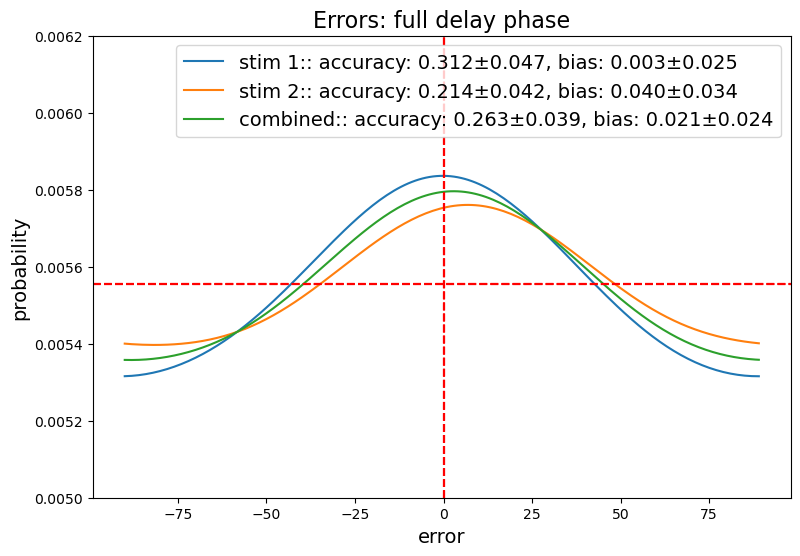 Errors: full delay phase
stim 1:: accuracy: 0.312±0.047, bias: 0.003±0.025
stim 2:: accuracy: 0.214±0.042, bias: 0.040±0.034
combined:: accuracy: 0.263±0.039, bias: 0.021±0.024
probability
0.0062
0.0060
0.0058
0.0056
0.0054
0.0052
0.0050
−75 −50 −25 0 25 50 75
error